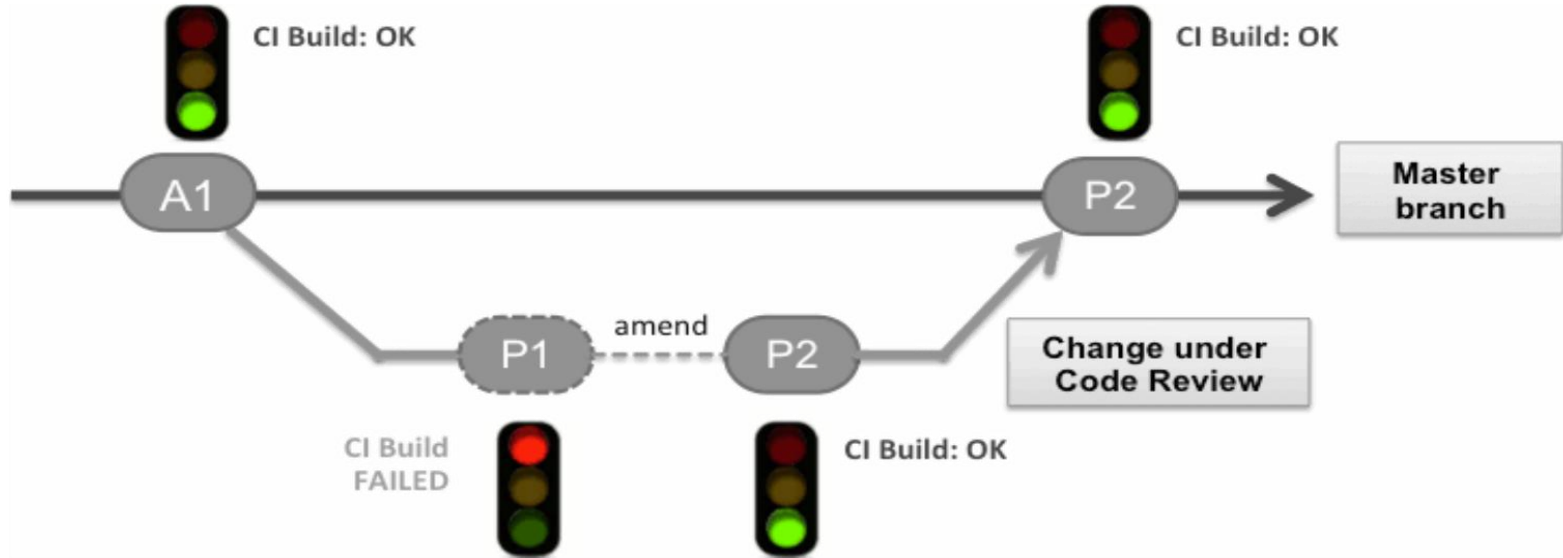 CI Build: OK
CI Build: OK
A1
P2
Master
branch
P1
amend
P2
Change under
Code Review
CI Build
FAILED
CI Build: OK